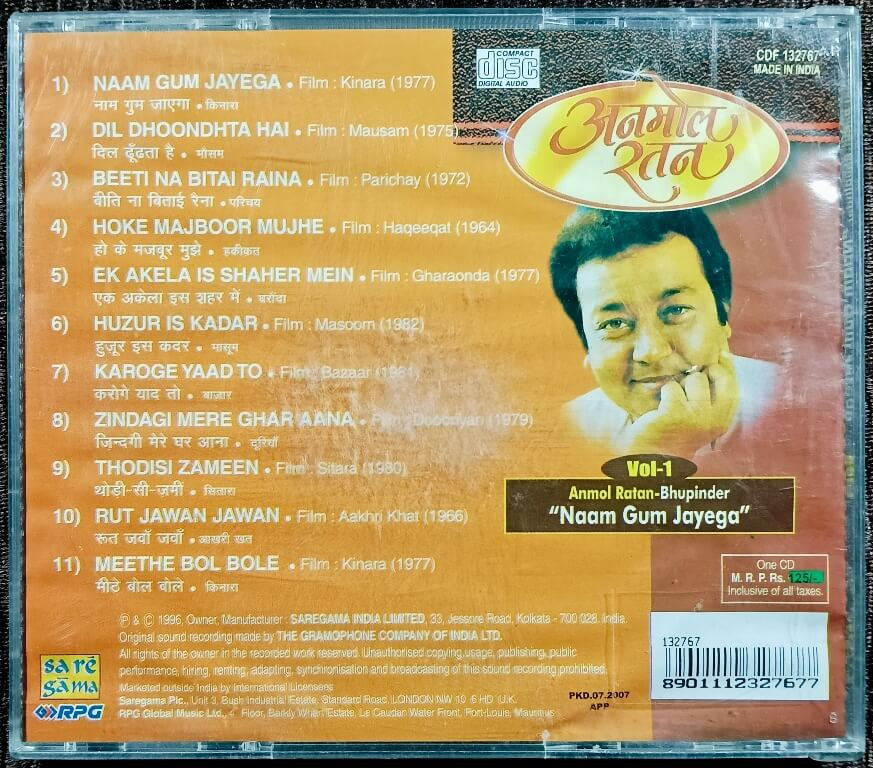 1) NAAM GUM JAYEGA • Film : Kinara (1977)
नाम गुम जाएगा • किनारा
2) DIL DHOONDHTA HAI • Film : Mausam (1975)
दिल ढूँढता है • मौसम
3) BEETI NA BITAI RAINA • Film : Parichay (1972)
बीति ना बिताई रैना • परिचय
4) HOKE MAJBOOR MUJHE • Film : Haqeeqat (1964)
हो के मजबूर मुझे • हकीकत
5) EK AKELA IS SHAHER MEIN • Film : Gharaonda (1977)
एक अकेला इस शहर में • घरौंदा
6) HUZUR IS KADAR • Film : Masoom (1982)
हुजूर इस कदर • मासूम
7) KAROGE YAAD TO • Film : Bazaar (1981)
करोगे याद तो • बाज़ार
8) ZINDAGI MERE GHAR AANA • Film : Dooriyan (1979)
ज़िन्दगी मेरे घर आना • दूरियाँ
9) THODISI ZAMEEN • Film : Sitara (1980)
थोड़ी-सी-ज़मीं • सितारा
10) RUT JAWAN JAWAN • Film : Aakhri Khat (1966)
रूत जवाँ जवाँ • आखरी खत
11) MEETHE BOL BOLE • Film : Kinara (1977)
मीठे बोल बोले • किनारा
COMPACT
disc
DIGITAL AUDIO
CDF 132767
MADE IN INDIA
अनमोल
रतन
Vol-1
Anmol Ratan-Bhupinder
"Naam Gum Jayega"
One CD
M. R. P. Rs. 125/-
Inclusive of all taxes.
℗ & © 1996, Owner, Manufacturer : SAREGAMA INDIA LIMITED, 33, Jessore Road, Kolkata - 700 028. India.
Original sound recording made by THE GRAMOPHONE COMPANY OF INDIA LTD.
All rights of the owner in the recorded work reserved. Unauthorised copying, usage, publishing, public
performance, hiring, renting, adapting, synchronisation and broadcasting of this sound recording prohibited.
Marketed outside India by International Licensees
Saregama Plc., Unit 3, Bush Industrial Estate, Standard Road, LONDON NW 10 6 HD U.K.
RPG Global Music Ltd., 4 Floor, Barkly Wharf Estate, Le Caudan Water Front, Port-Louis, Mauritius
sa rē
gama
RPG
PKD.07.2007
APP
132767
8901112327677